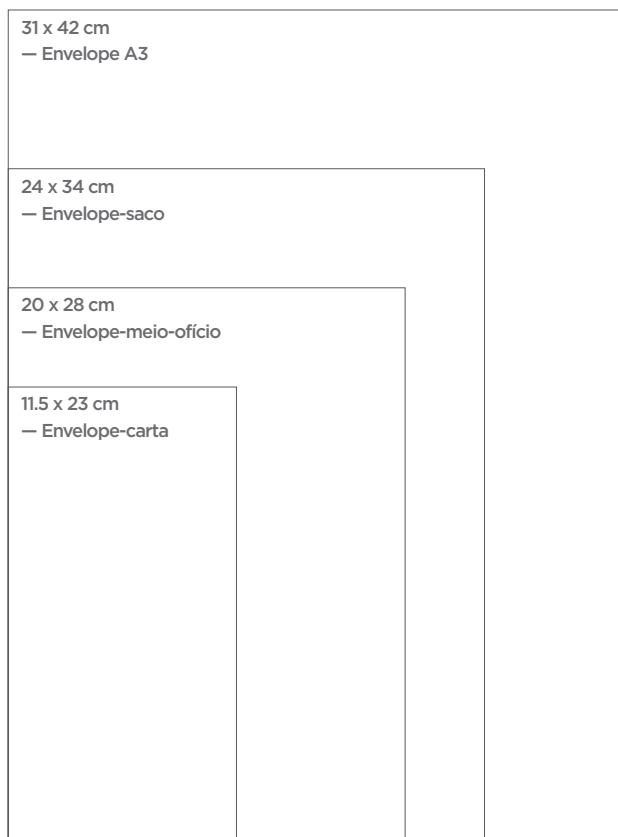 31 x 42 cm
— Envelope A3
24 x 34 cm
— Envelope-saco
20 x 28 cm
— Envelope-meio-ofício
11.5 x 23 cm
— Envelope-carta